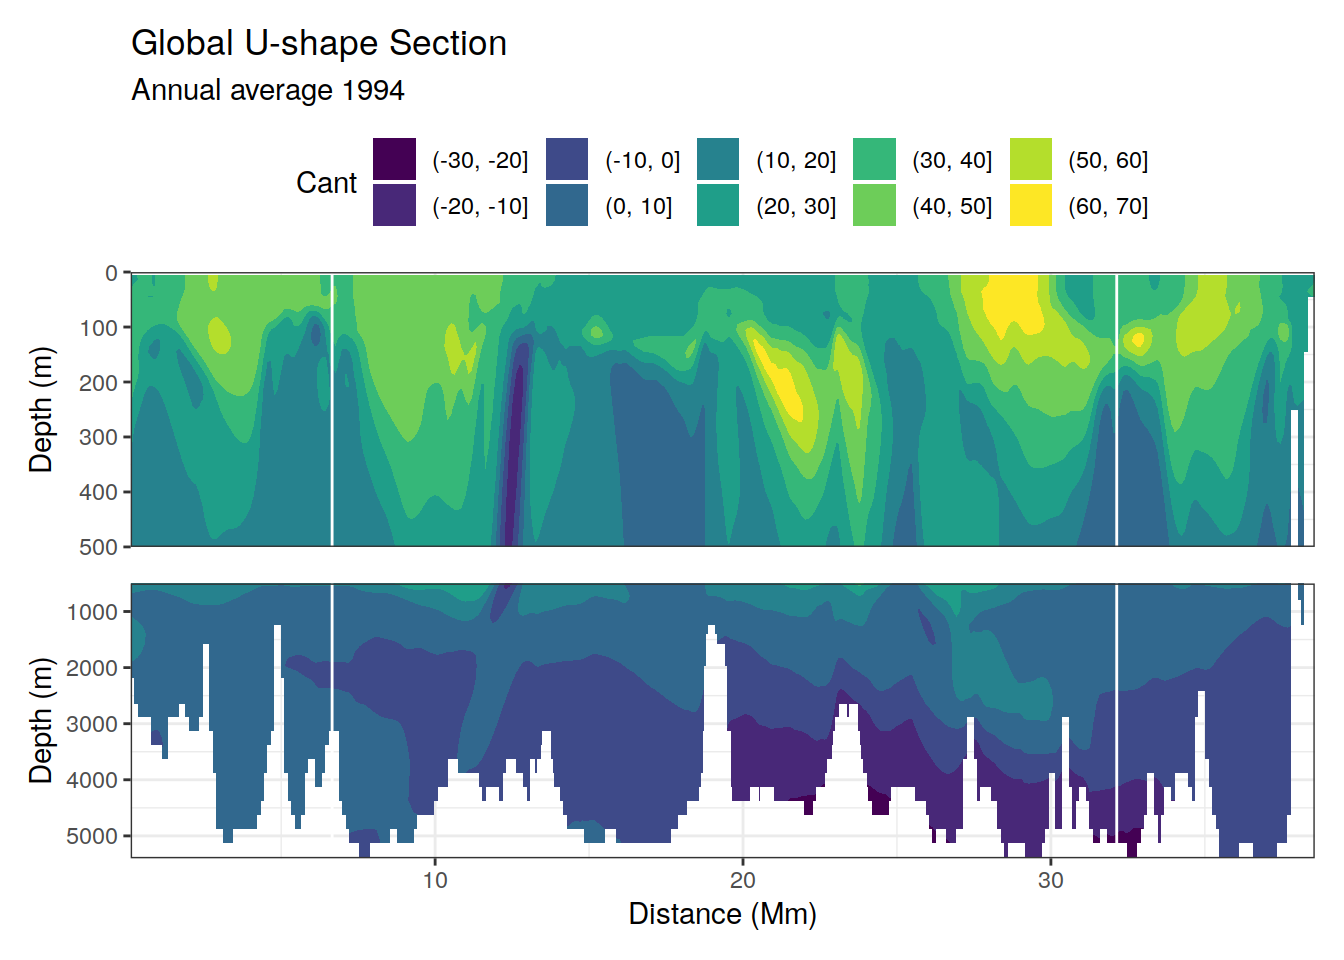 Global U-shape Section
Annual average 1994
Cant
(-30, -20] (-10, 0] (10, 20] (30, 40] (50, 60]
(-20, -10] (0, 10] (20, 30] (40, 50] (60, 70]
Depth (m)
0
100
200
300
400
500
Depth (m)
1000
2000
3000
4000
5000
10 20 30
Distance (Mm)